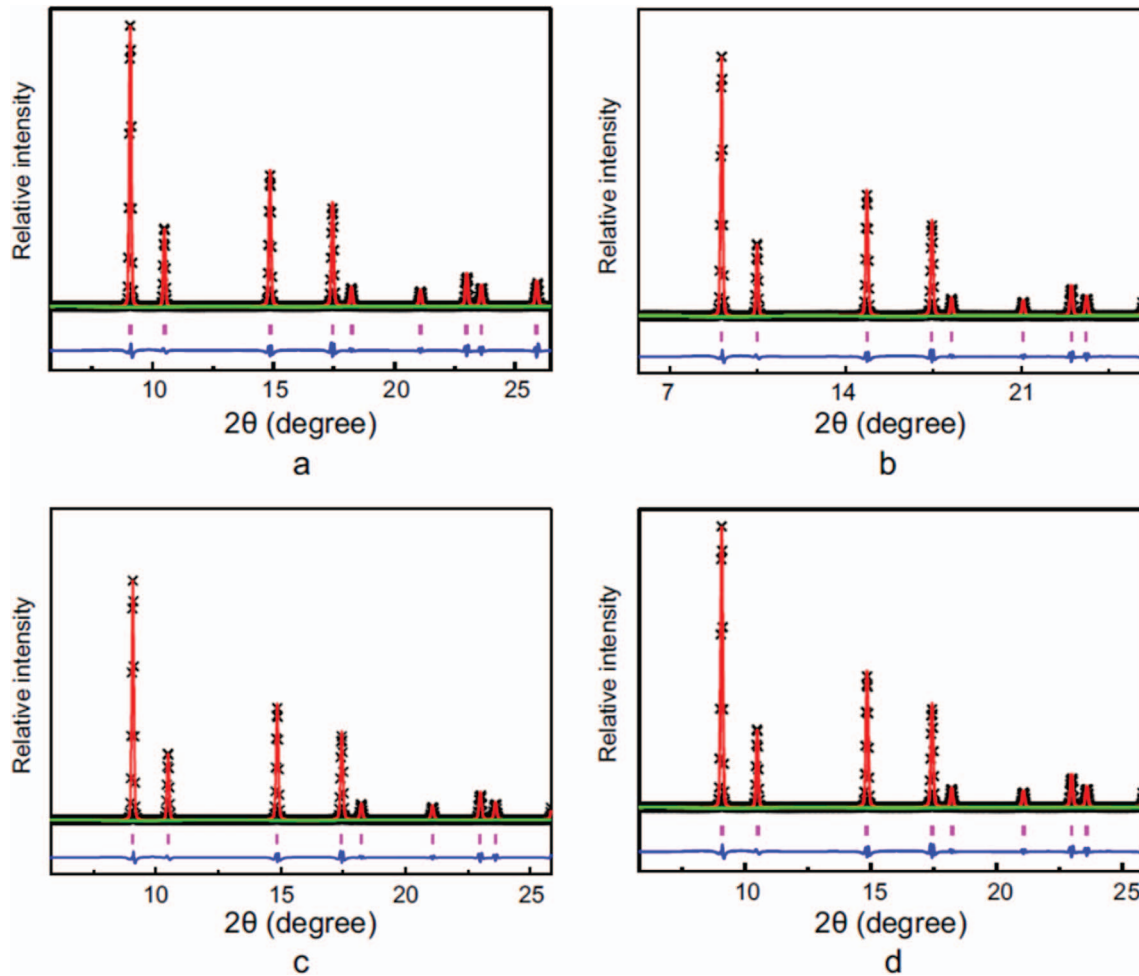 Relative intensity
10 15 20 25
2θ (degree)
a
Relative intensity
7 14 21
2θ (degree)
b
Relative intensity
10 15 20 25
2θ (degree)
c
Relative intensity
10 15 20 25
2θ (degree)
d